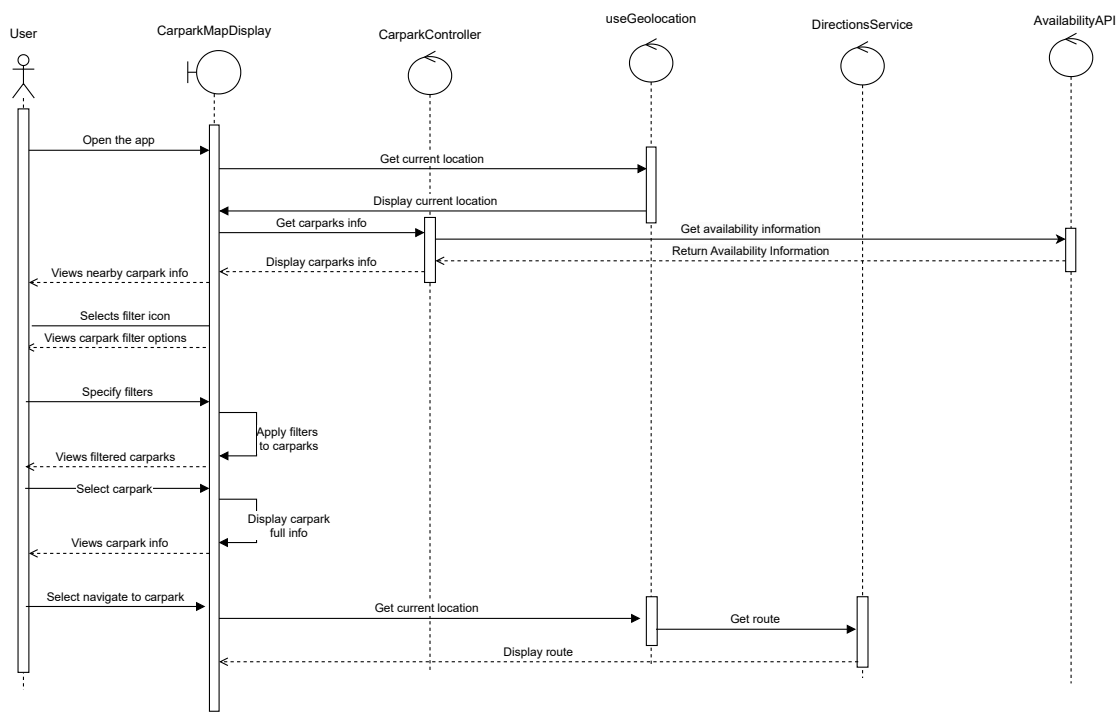 User
CarparkMapDisplay
CarparkController
useGeolocation
DirectionsService
AvailabilityAPI
Open the app
Get current location
Display current location
Get carparks info
Get availability information
Return Availability Information
Display carparks info
Views nearby carpark info
Selects filter icon
Views carpark filter options
Specify filters
Apply filters
to carparks
Views filtered carparks
Select carpark
Display carpark
full info
Views carpark info
Select navigate to carpark
Get current location
Get route
Display route